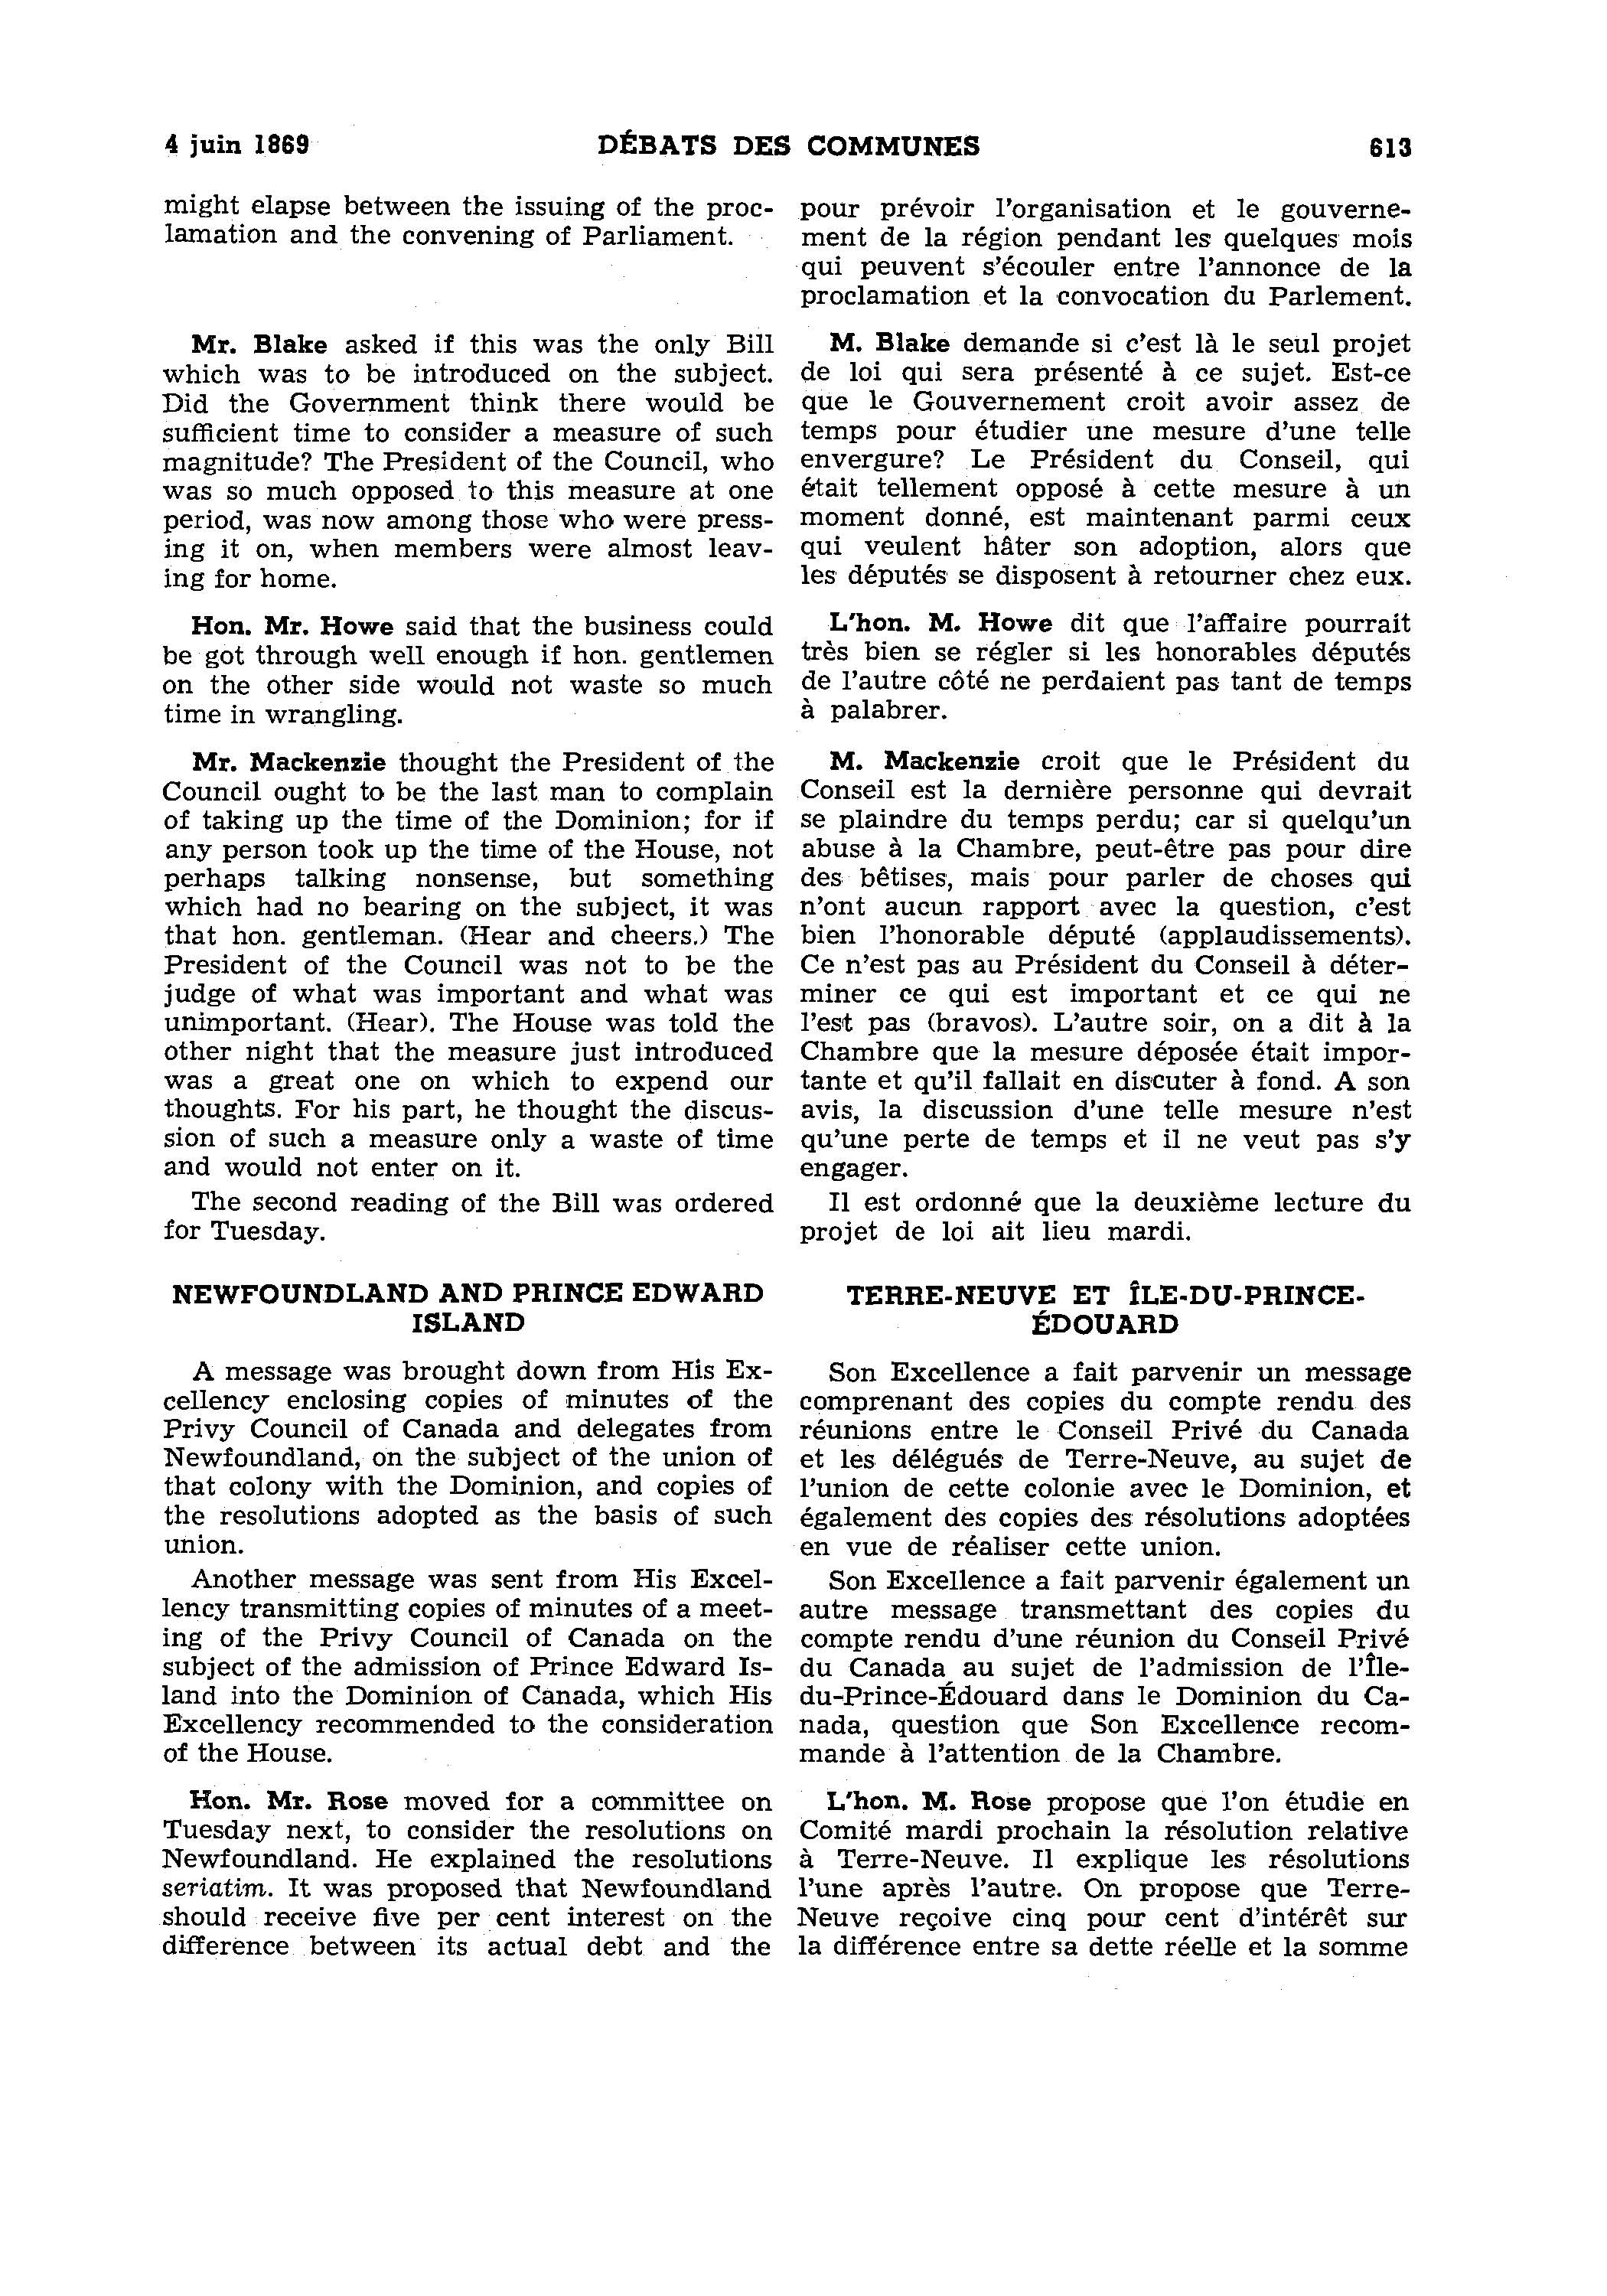 4 juin 1869 DÉBATS DES COMMUNES 613
might elapse between the issuing of the proc-
lamation and the convening of Parliament.
Mr. Blake asked if this was the only Bill
which was to be introduced on the subject.
Did the Government think there would be
sufficient time to consider a measure of such
magnitude? The President of the Council, who
was so much opposed to this measure at one
period, was now among those who were press-
ing it on, when members were almost leav-
ing for home.
Hon. Mr. Howe said that the business could
be got through well enough if hon. gentlemen
on the other side would not waste so much
time in wrangling.
Mr. Mackenzie thought the President of the
Council ought to be the last man to complain
of taking up the time of the Dominion; for if
any person took up the time of the House, not
perhaps talking nonsense, but something
which had no bearing on the subject, it was
that hon. gentleman. (Hear and cheers.) The
President of the Council was not to be the
judge of what was important and what was
unimportant. (Hear). The House was told the
other night that the measure just introduced
was a great one on which to expend our
thoughts. For his part, he thought the discus-
sion of such a measure only a waste of time
and would not enter on it.
The second reading of the Bill was ordered
for Tuesday.
NEWFOUNDLAND AND PRINCE EDWARD
ISLAND
A message was brought down from His Ex-
cellency enclosing copies of minutes of the
Privy Council of Canada and delegates from
Newfoundland, on the subject of the union of
that colony with the Dominion, and copies of
the resolutions adopted as the basis of such
union.
Another message was sent from His Excel-
lency transmitting copies of minutes of a meet-
ing of the Privy Council of Canada on the
subject of the admission of Prince Edward Is-
land into the Dominion of Canada, which His
Excellency recommended to the consideration
of the House.
Hon. Mr. Rose moved for a committee on
Tuesday next, to consider the resolutions on
Newfoundland. He explained the resolutions
seriatim. It was proposed that Newfoundland
should receive five per cent interest on the
difference between its actual debt and the
pour prévoir l'organisation et le gouverne-
ment de la région pendant les quelques mois
qui peuvent s'écouler entre l'annonce de la
proclamation et la convocation du Parlement.
M. Blake demande si c'est là le seul projet
de loi qui sera présenté à ce sujet. Est-ce
que le Gouvernement croit avoir assez de
temps pour étudier une mesure d'une telle
envergure? Le Président du Conseil, qui
était tellement opposé à cette mesure à un
moment donné, est maintenant parmi ceux
qui veulent hâter son adoption, alors que
les députés se disposent à retourner chez eux.
L'hon. M. Howe dit que l'affaire pourrait
très bien se régler si les honorables députés
de l'autre côté ne perdaient pas tant de temps
à palabrer.
M. Mackenzie croit que le Président du
Conseil est la dernière personne qui devrait
se plaindre du temps perdu; car si quelqu'un
abuse à la Chambre, peut-être pas pour dire
des bêtises, mais pour parler de choses qui
n'ont aucun rapport avec la question, c'est
bien l'honorable député (applaudissements).
Ce n'est pas au Président du Conseil à déter-
miner ce qui est important et ce qui ne
l'est pas (bravos). L'autre soir, on a dit à la
Chambre que la mesure déposée était impor-
tante et qu'il fallait en discuter à fond. A son
avis, la discussion d'une telle mesure n'est
qu'une perte de temps et il ne veut pas s'y
engager.
Il est ordonné que la deuxième lecture du
projet de loi ait lieu mardi.
TERRE-NEUVE ET ÎLE-DU-PRINCE-
ÉDOUARD
Son Excellence a fait parvenir un message
comprenant des copies du compte rendu des
réunions entre le Conseil Privé du Canada
et les délégués de Terre-Neuve, au sujet de
l'union de cette colonie avec le Dominion, et
également des copies des résolutions adoptées
en vue de réaliser cette union.
Son Excellence a fait parvenir également un
autre message transmettant des copies du
compte rendu d'une réunion du Conseil Privé
du Canada au sujet de l'admission de l'Île-
du-Prince-Édouard dans le Dominion du Ca-
nada, question que Son Excellence recom-
mande à l'attention de la Chambre.
L'hon. M. Rose propose que l'on étudie en
Comité mardi prochain la résolution relative
à Terre-Neuve. Il explique les résolutions
l'une après l'autre. On propose que Terre-
Neuve reçoive cinq pour cent d'intérêt sur
la différence entre sa dette réelle et la somme